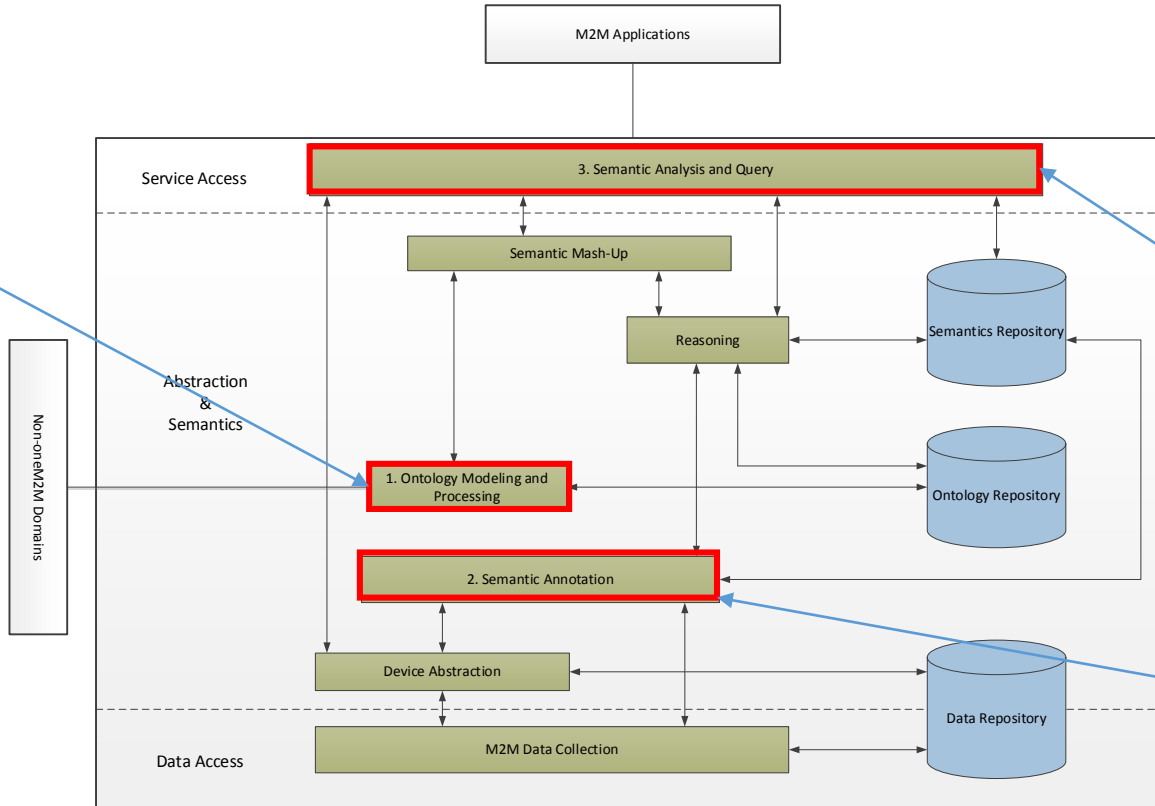 M2M Applications
Service Access
3. Semantic Analysis and Query
Semantic Mash-Up
Reasoning
Semantics Repository
Abstraction
&
Semantics
Non-oneM2M Domains
1. Ontology Modeling and
Processing
Ontology Repository
2. Semantic Annotation
Device Abstraction
Data Repository
M2M Data Collection
Data Access